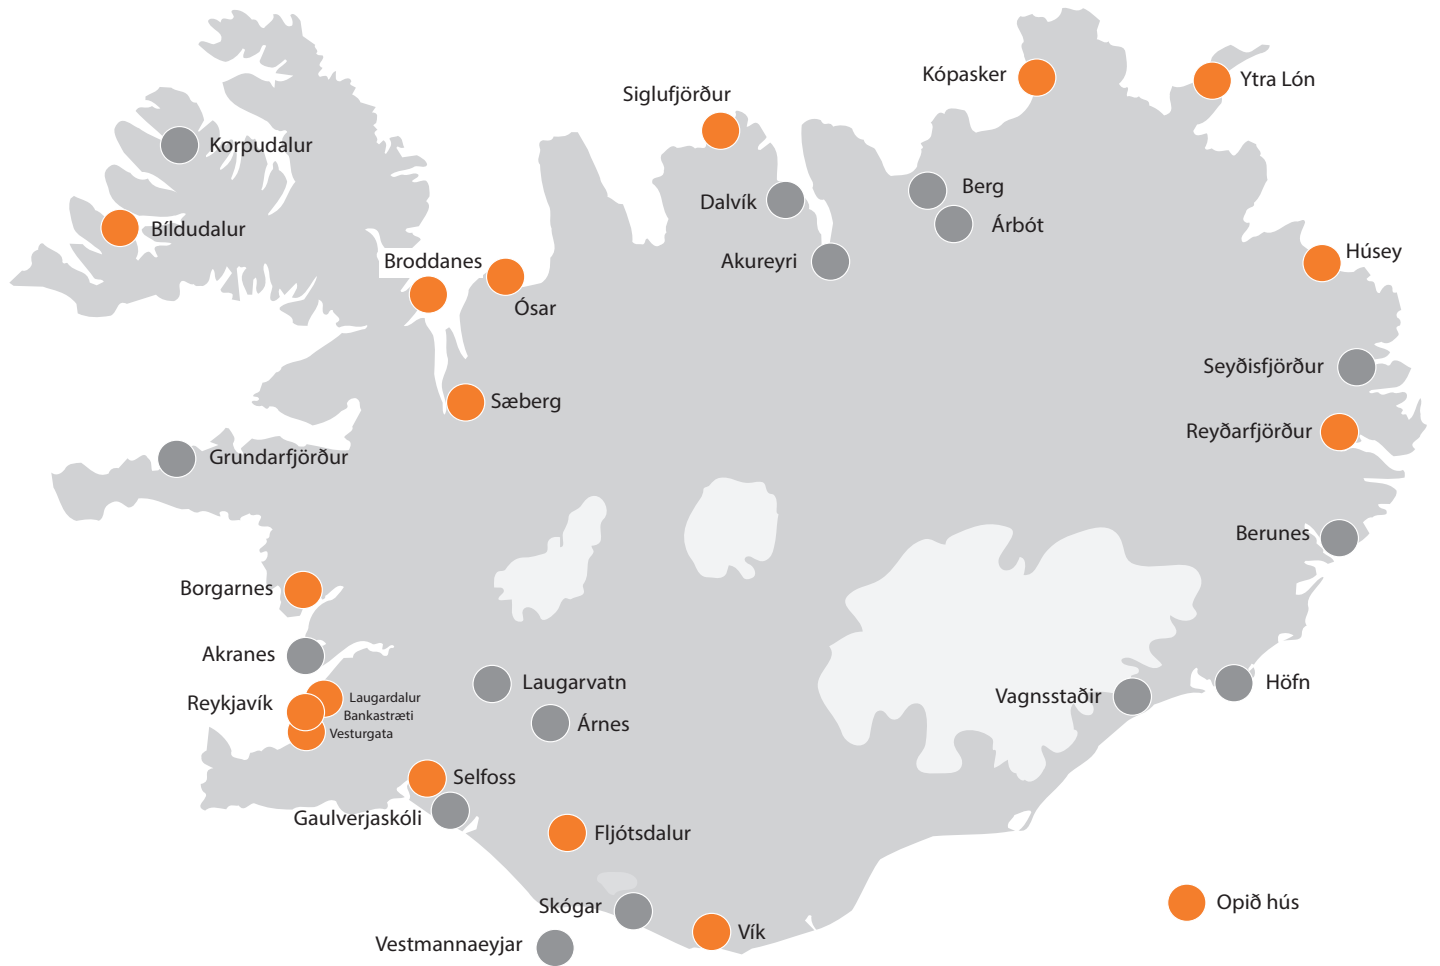 Kópasker
Ytra Lón
Siglufjörður
Korpudalur
Berg
Dalvík
Árbót
Bíldudalur
Húsey
Broddanes
Akureyri
Ósar
Seyðisfjörður
Sæberg
Reyðarfjörður
Grundarfjörður
Berunes
Borgarnes
Akranes
Laugarvatn
Höfn
Vagnsstaðir
Laugardalur
Reykjavík
Bankastræti
Árnes
Vesturgata
Selfoss
Gaulverjaskóli
Fljótsdalur
Opið hús
Skógar
Vík
Vestmannaeyjar